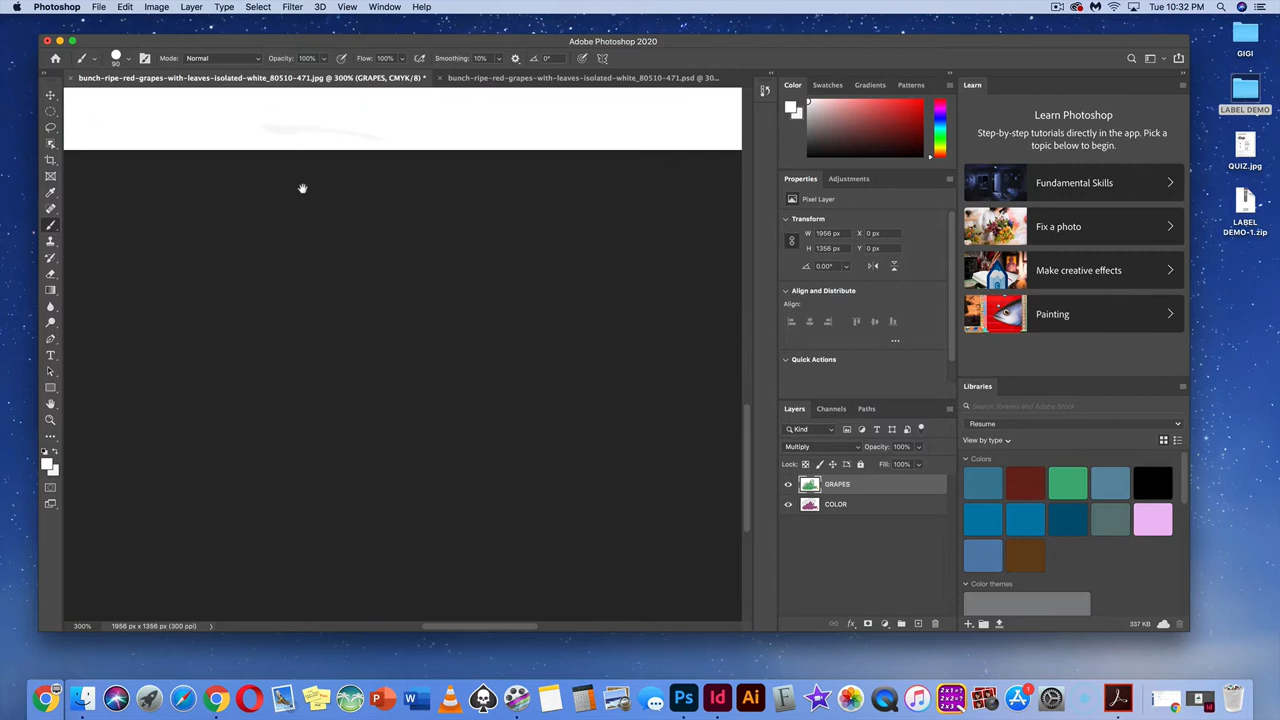 Photoshop File Edit Image Layer Type Select Filter 3D View Window Help
Tue 10:32 PM
Adobe Photoshop 2020
90 Mode: Normal Opacity: 100% Flow: 100% Smoothing: 10% 0°
bunch-ripe-red-grapes-with-leaves-isolated-white_80510-471.jpg @ 300% (GRAPES, CMYK/8) *
bunch-ripe-red-grapes-with-leaves-isolated-white_80510-471.psd @ 30...
Color Swatches Gradients Patterns
Properties Adjustments
Pixel Layer
Transform
W 1956 px X 0 px
H 1356 px Y 0 px
0.00°
Align and Distribute
Align:
Quick Actions
Layers Channels Paths
Kind
Multiply Opacity: 100%
Lock: Fill: 100%
GRAPES
COLOR
Learn
Learn Photoshop
Step-by-step tutorials directly in the app. Pick a
topic below to begin.
Fundamental Skills
Fix a photo
Make creative effects
Painting
Libraries
Search libraries and Adobe Stock
Resume
View by type
Colors
Color themes
337 KB
300% 1956 px x 1356 px (300 ppi)
GIGI
LABEL DEMO
QUIZ.jpg
LABEL
DEMO-1.zip